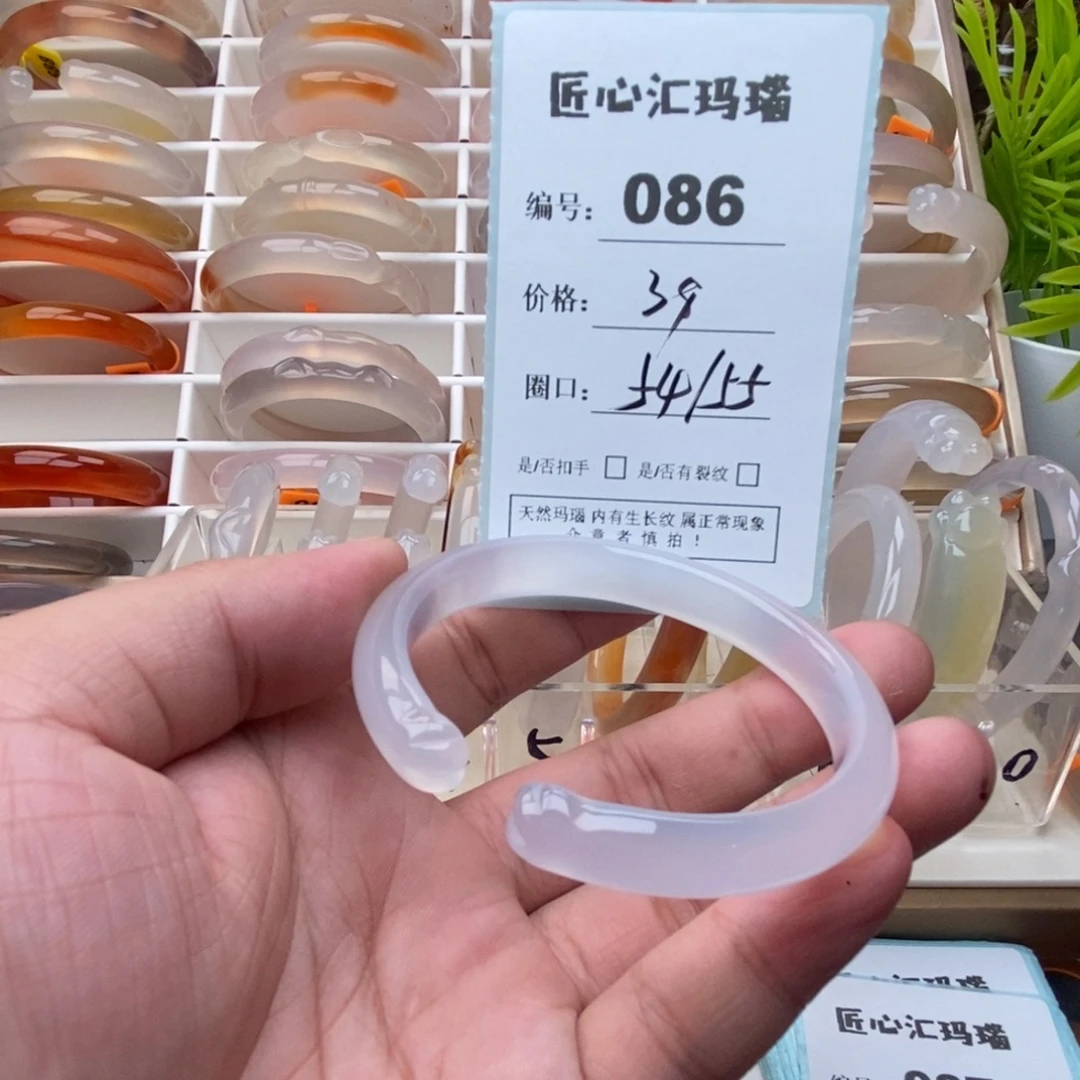 匠心汇玛瑙
编号: 086
价格: 39
圈口: 54/55
是/否扣手 □ 是/否有裂纹 □
天然玛瑙 内有生长纹 属正常现象
介意者慎拍！
5
0
匠心汇玛瑙